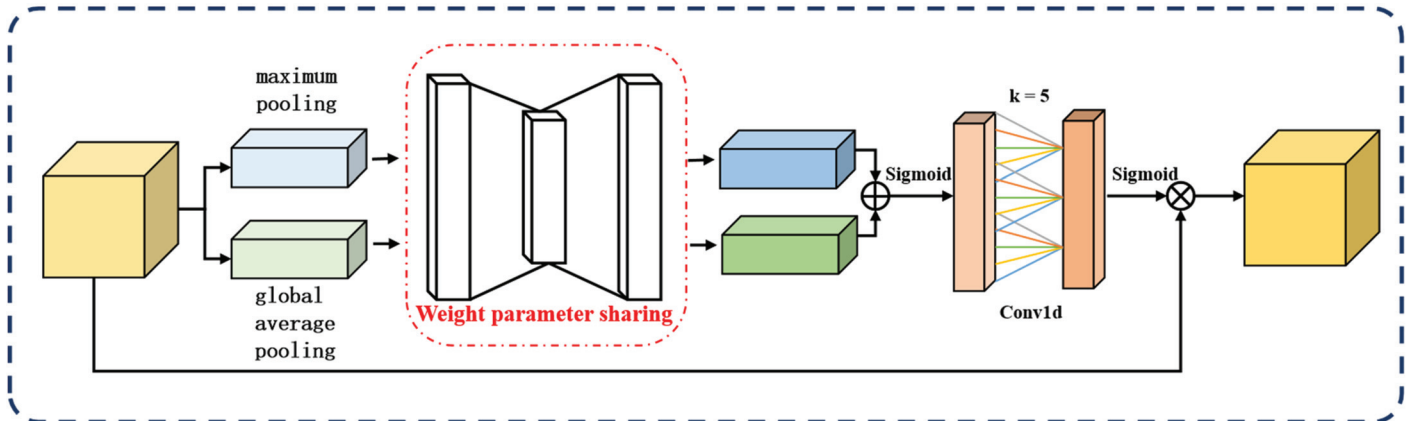 maximum
pooling
global
average
pooling
Weight parameter sharing
Sigmoid
k = 5
Conv1d
Sigmoid